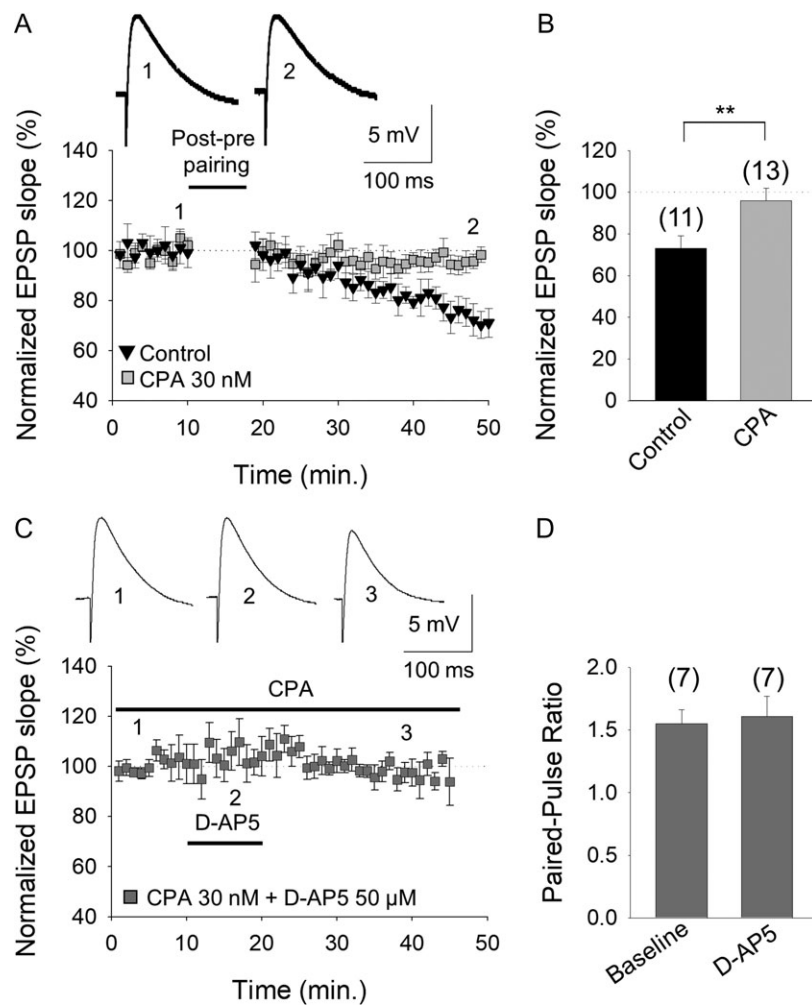 A
1
2
5 mV
100 ms
Post-pre
pairing
Normalized EPSP slope (%)
140
120
100
80
60
40
1
2
Control
CPA 30 nM
0 10 20 30 40 50
Time (min.)
B
**
Normalized EPSP slope (%)
120
100
80
60
40
20
0
(11)
(13)
Control
CPA
C
1
2
3
5 mV
100 ms
Normalized EPSP slope (%)
140
120
100
80
60
40
CPA
1
3
2
D-AP5
CPA 30 nM + D-AP5 50 μM
0 10 20 30 40 50
Time (min.)
D
Paired-Pulse Ratio
2.0
1.5
1.0
0.5
0.0
(7)
(7)
Baseline
D-AP5